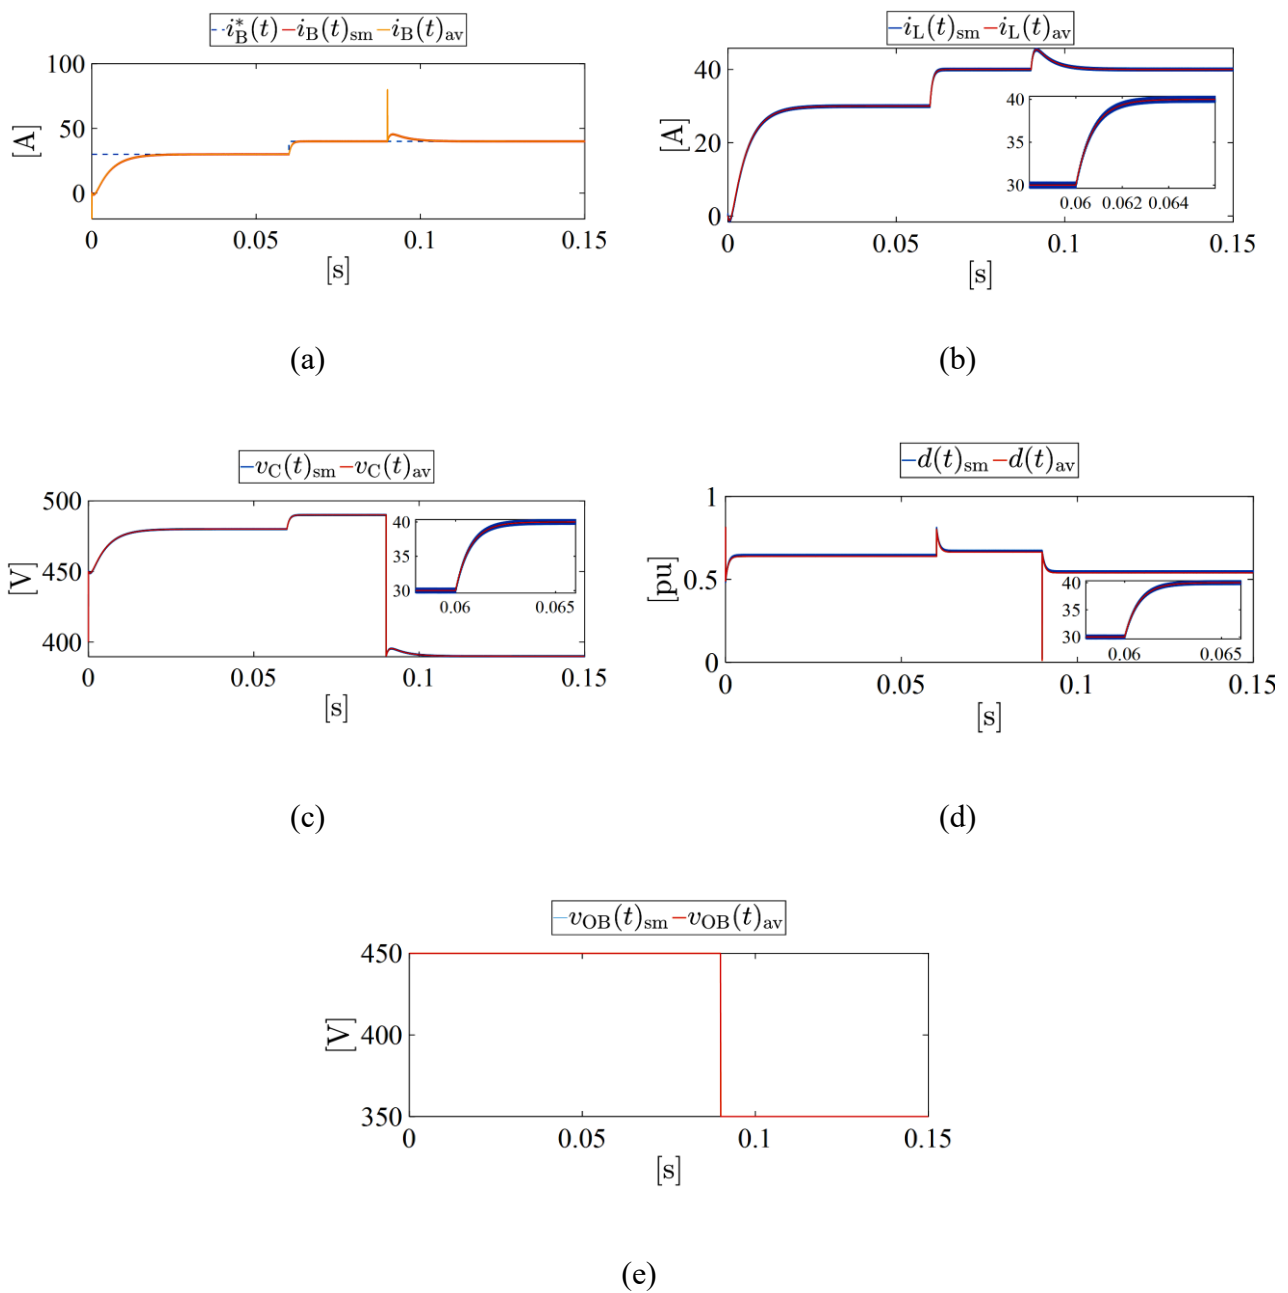 i*B(t) iB(t)sm iB(t)av
100
50
0
[A]
0 0.05 0.1 0.15
[s]
(a)
iL(t)sm iL(t)av
40
20
0
[A]
40
35
30
0.06 0.062 0.064
0 0.05 0.1 0.15
[s]
(b)
vC(t)sm vC(t)av
500
450
400
[V]
40
35
30
0.06 0.065
0 0.05 0.1 0.15
[s]
(c)
d(t)sm d(t)av
1
0.5
0
[pu]
40
35
30
0.06 0.065
0 0.05 0.1 0.15
[s]
(d)
vOB(t)sm vOB(t)av
450
400
350
[V]
0 0.05 0.1 0.15
[s]
(e)